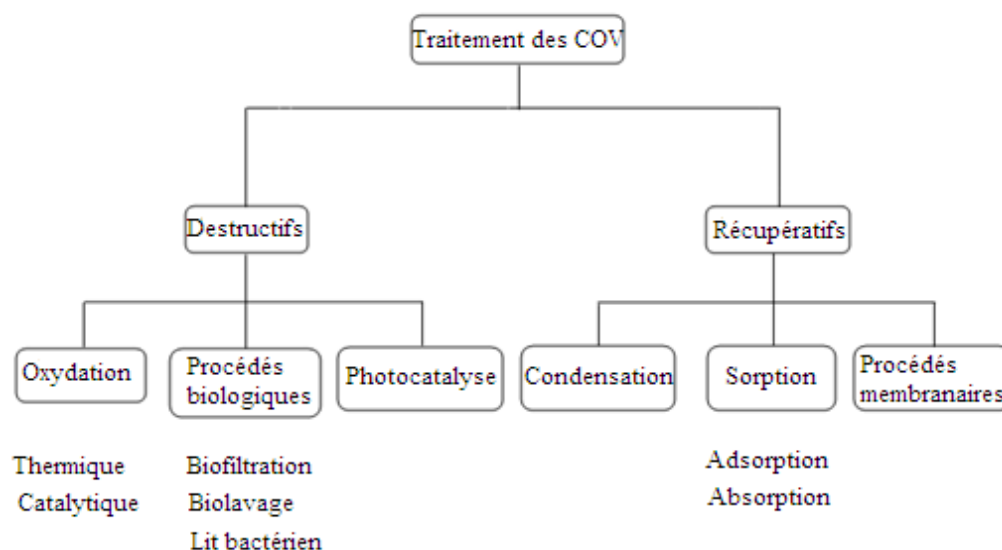 Traitement des COV
Destructifs
Récupératifs
Oxydation
Procédés
biologiques
Photocatalyse
Condensation
Sorption
Procédés
membranaires
Thermique
Catalytique
Biofiltration
Biolavage
Lit bactérien
Adsorption
Absorption